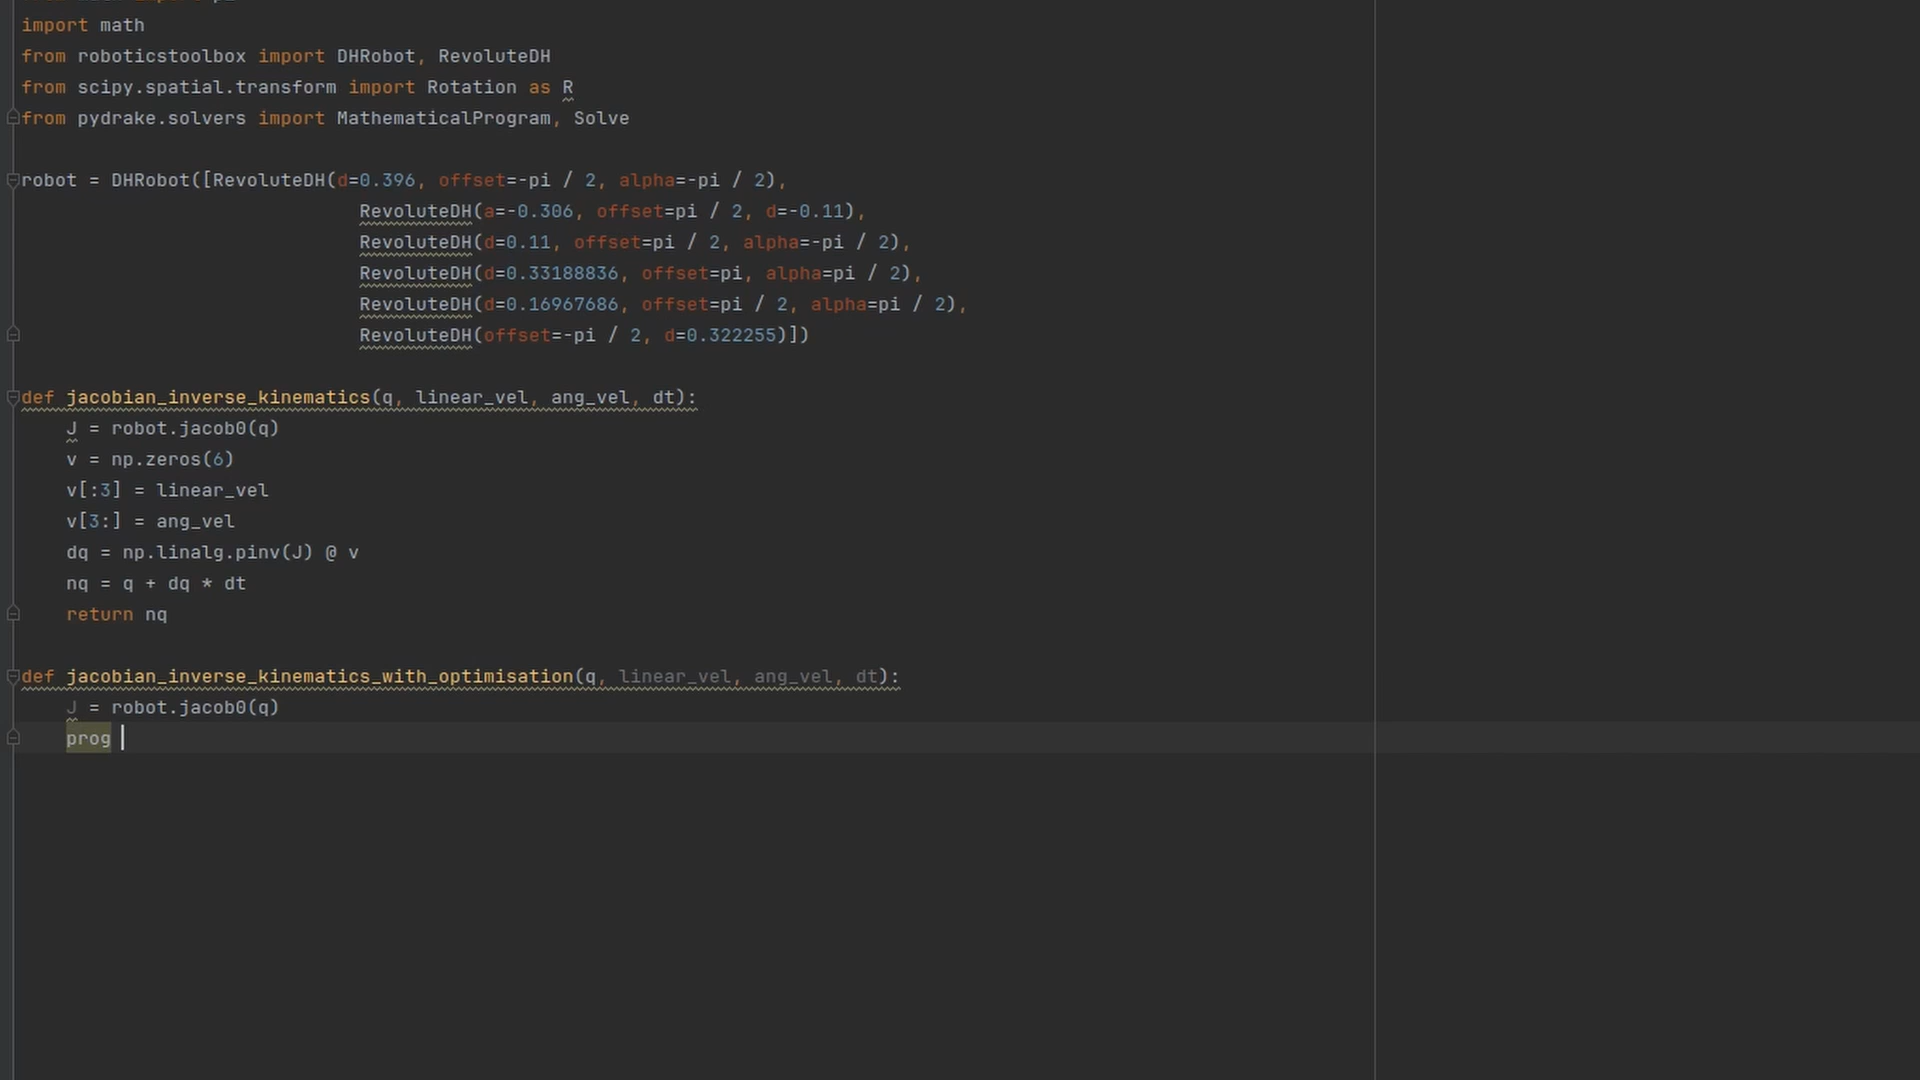 import math
from roboticstoolbox import DHRobot, RevoluteDH
from scipy.spatial.transform import Rotation as R
from pydrake.solvers import MathematicalProgram, Solve
robot = DHRobot([RevoluteDH(d=0.396, offset=-pi / 2, alpha=-pi / 2),
RevoluteDH(a=-0.306, offset=pi / 2, d=-0.11),
RevoluteDH(d=0.11, offset=pi / 2, alpha=-pi / 2),
RevoluteDH(d=0.33188836, offset=pi, alpha=pi / 2),
RevoluteDH(d=0.16967686, offset=pi / 2, alpha=pi / 2),
RevoluteDH(offset=-pi / 2, d=0.322255)])
def jacobian_inverse_kinematics(q, linear_vel, ang_vel, dt):
J = robot.jacob0(q)
v = np.zeros(6)
v[:3] = linear_vel
v[3:] = ang_vel
dq = np.linalg.pinv(J) @ v
nq = q + dq * dt
return nq
def jacobian_inverse_kinematics_with_optimisation(q, linear_vel, ang_vel, dt):
J = robot.jacob0(q)
prog